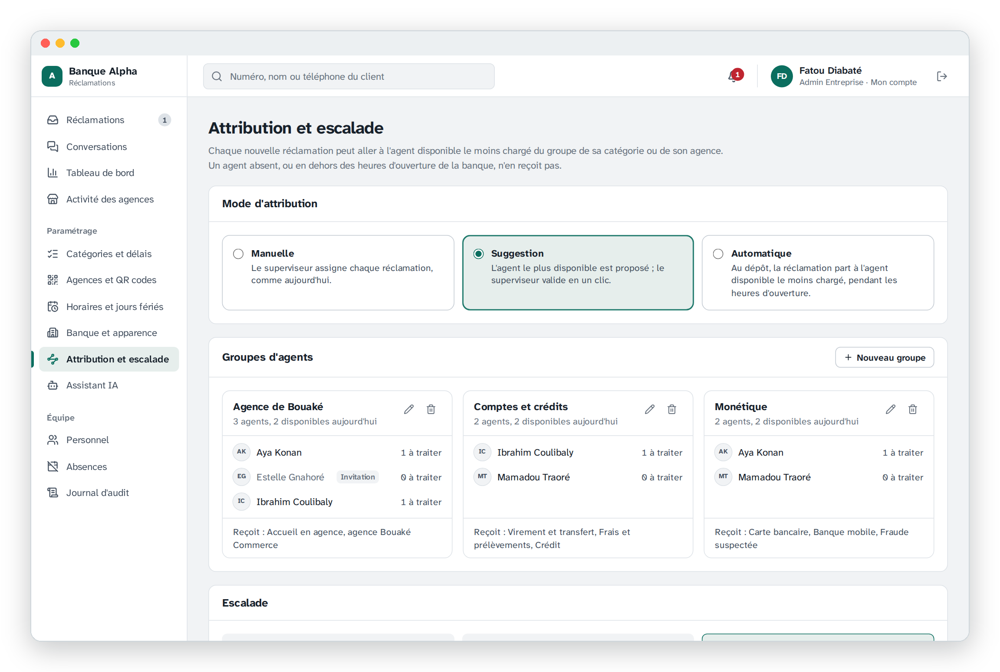 A
Banque Alpha
Réclamations
Numéro, nom ou téléphone du client
1
FD
Fatou Diabaté
Admin Entreprise · Mon compte
Réclamations 1
Conversations
Tableau de bord
Activité des agences
Paramétrage
Catégories et délais
Agences et QR codes
Horaires et jours fériés
Banque et apparence
Attribution et escalade
Assistant IA
Équipe
Personnel
Absences
Journal d'audit
Attribution et escalade
Chaque nouvelle réclamation peut aller à l'agent disponible le moins chargé du groupe de sa catégorie ou de son agence.
Un agent absent, ou en dehors des heures d'ouverture de la banque, n'en reçoit pas.
Mode d'attribution
Manuelle
Le superviseur assigne chaque réclamation,
comme aujourd'hui.
Suggestion
L'agent le plus disponible est proposé ; le
superviseur valide en un clic.
Automatique
Au dépôt, la réclamation part à l'agent
disponible le moins chargé, pendant les
heures d'ouverture.
Groupes d'agents
+ Nouveau groupe
Agence de Bouaké
3 agents, 2 disponibles aujourd'hui
AK Aya Konan 1 à traiter
EG Estelle Gnahoré Invitation 0 à traiter
IC Ibrahim Coulibaly 1 à traiter
Reçoit : Accueil en agence, agence Bouaké
Commerce
Comptes et crédits
2 agents, 2 disponibles aujourd'hui
IC Ibrahim Coulibaly 1 à traiter
MT Mamadou Traoré 0 à traiter
Reçoit : Virement et transfert, Frais et
prélèvements, Crédit
Monétique
2 agents, 2 disponibles aujourd'hui
AK Aya Konan 1 à traiter
MT Mamadou Traoré 0 à traiter
Reçoit : Carte bancaire, Banque mobile, Fraude
suspectée
Escalade